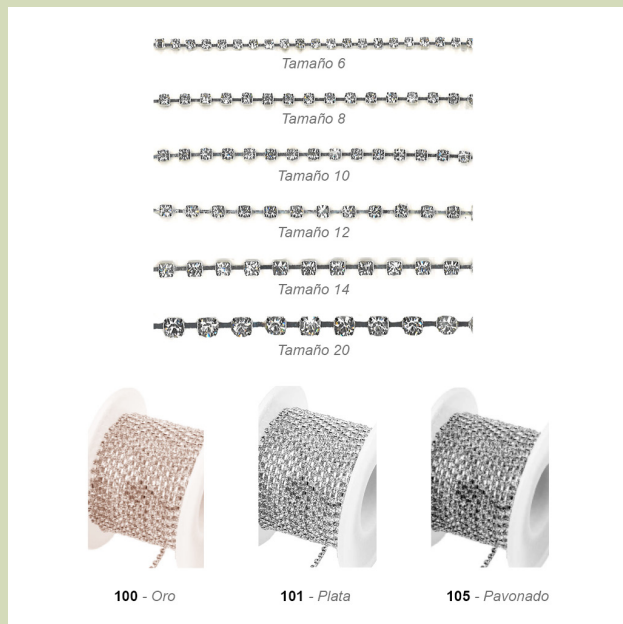 Tamaño 6
Tamaño 8
Tamaño 10
Tamaño 12
Tamaño 14
Tamaño 20
100 - Oro
101 - Plata
105 - Pavonado